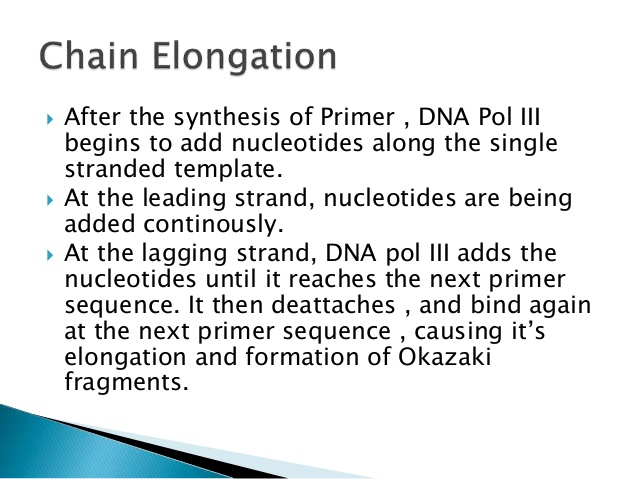 Chain Elongation
After the synthesis of Primer , DNA Pol III
begins to add nucleotides along the single
stranded template.
At the leading strand, nucleotides are being
added continously.
At the lagging strand, DNA pol III adds the
nucleotides until it reaches the next primer
sequence. It then deattaches , and bind again
at the next primer sequence , causing it's
elongation and formation of Okazaki
fragments.